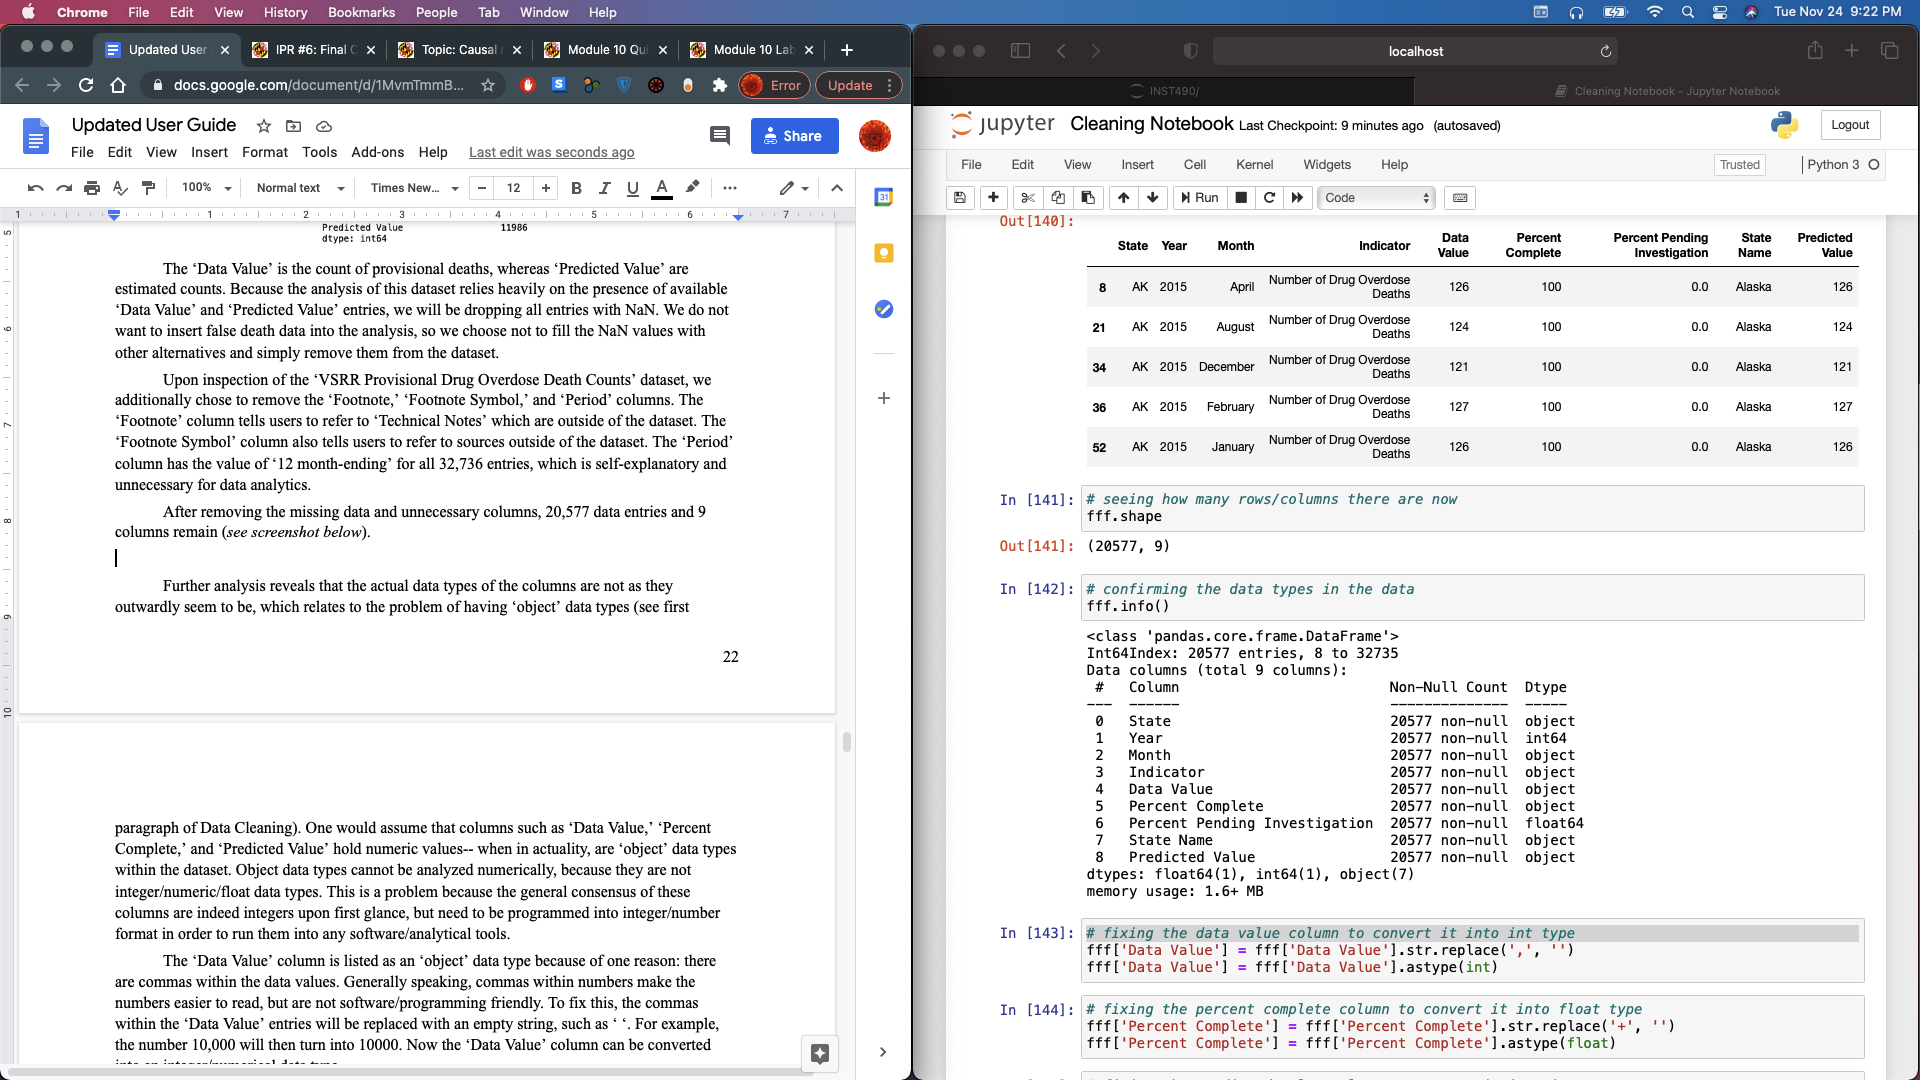 Chrome File Edit View History Bookmarks People Tab Window Help
Tue Nov 24 9:22 PM
Updated User
IPR #6: Final C
Topic: Causal
Module 10 Qui
Module 10 Lab
docs.google.com/document/d/1MvmTmmB...
Error
Update
Updated User Guide
Share
File Edit View Insert Format Tools Add-ons Help Last edit was seconds ago
100% Normal text Times New... 12 B I U A
1 1 2 3 4 5 6 7
Predicted Value 11986
dtype: int64
The ‘Data Value’ is the count of provisional deaths, whereas ‘Predicted Value’ are
estimated counts. Because the analysis of this dataset relies heavily on the presence of available
‘Data Value’ and ‘Predicted Value’ entries, we will be dropping all entries with NaN. We do not
want to insert false death data into the analysis, so we choose not to fill the NaN values with
other alternatives and simply remove them from the dataset.
Upon inspection of the ‘VSRR Provisional Drug Overdose Death Counts’ dataset, we
additionally chose to remove the ‘Footnote,’ ‘Footnote Symbol,’ and ‘Period’ columns. The
‘Footnote’ column tells users to refer to ‘Technical Notes’ which are outside of the dataset. The
‘Footnote Symbol’ column also tells users to refer to sources outside of the dataset. The ‘Period’
column has the value of ‘12 month-ending’ for all 32,736 entries, which is self-explanatory and
unnecessary for data analytics.
After removing the missing data and unnecessary columns, 20,577 data entries and 9
columns remain (see screenshot below).
Further analysis reveals that the actual data types of the columns are not as they
outwardly seem to be, which relates to the problem of having ‘object’ data types (see first
22
paragraph of Data Cleaning). One would assume that columns such as ‘Data Value,’ ‘Percent
Complete,’ and ‘Predicted Value’ hold numeric values-- when in actuality, are ‘object’ data types
within the dataset. Object data types cannot be analyzed numerically, because they are not
integer/numeric/float data types. This is a problem because the general consensus of these
columns are indeed integers upon first glance, but need to be programmed into integer/number
format in order to run them into any software/analytical tools.
The ‘Data Value’ column is listed as an ‘object’ data type because of one reason: there
are commas within the data values. Generally speaking, commas within numbers make the
numbers easier to read, but are not software/programming friendly. To fix this, the commas
within the ‘Data Value’ entries will be replaced with an empty string, such as ‘ ‘. For example,
the number 10,000 will then turn into 10000. Now the ‘Data Value’ column can be converted
localhost
INST490/
Cleaning Notebook - Jupyter Notebook
jupyter Cleaning Notebook Last Checkpoint: 9 minutes ago (autosaved)
Logout
File Edit View Insert Cell Kernel Widgets Help
Trusted
Python 3
Run
Code
Out[140]:
State Year Month Indicator Data Value Percent Complete Percent Pending Investigation State Name Predicted Value
8 AK 2015 April Number of Drug Overdose Deaths 126 100 0.0 Alaska 126
21 AK 2015 August Number of Drug Overdose Deaths 124 100 0.0 Alaska 124
34 AK 2015 December Number of Drug Overdose Deaths 121 100 0.0 Alaska 121
36 AK 2015 February Number of Drug Overdose Deaths 127 100 0.0 Alaska 127
52 AK 2015 January Number of Drug Overdose Deaths 126 100 0.0 Alaska 126
In [141]: # seeing how many rows/columns there are now
fff.shape
Out[141]: (20577, 9)
In [142]: # confirming the data types in the data
fff.info()
<class 'pandas.core.frame.DataFrame'>
Int64Index: 20577 entries, 8 to 32735
Data columns (total 9 columns):
# Column Non-Null Count Dtype
--- ------ -------------- -----
0 State 20577 non-null object
1 Year 20577 non-null int64
2 Month 20577 non-null object
3 Indicator 20577 non-null object
4 Data Value 20577 non-null object
5 Percent Complete 20577 non-null object
6 Percent Pending Investigation 20577 non-null float64
7 State Name 20577 non-null object
8 Predicted Value 20577 non-null object
dtypes: float64(1), int64(1), object(7)
memory usage: 1.6+ MB
In [143]: # fixing the data value column to convert it into int type
fff['Data Value'] = fff['Data Value'].str.replace(',', '')
fff['Data Value'] = fff['Data Value'].astype(int)
In [144]: # fixing the percent complete column to convert it into float type
fff['Percent Complete'] = fff['Percent Complete'].str.replace('+', '')
fff['Percent Complete'] = fff['Percent Complete'].astype(float)